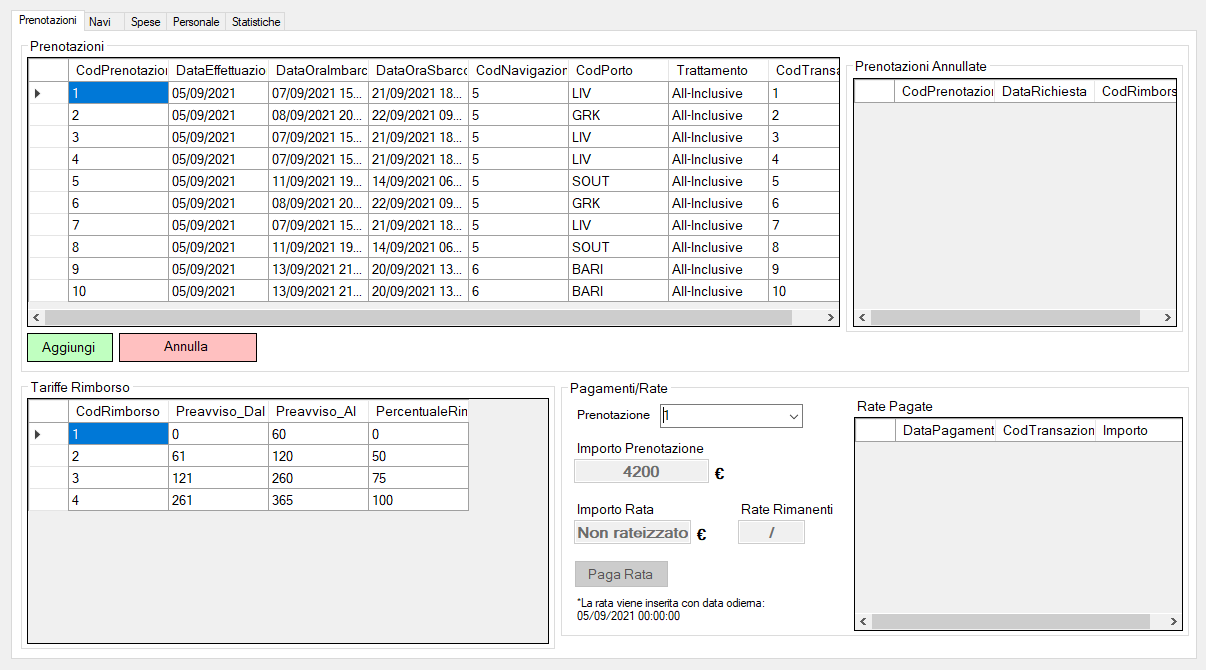 Prenotazioni Navi Spese Personale Statistiche
Prenotazioni
CodPrenotazior DataEffettuazio DataOraImbarc DataOraSbarco CodNavigazion CodPorto Trattamento CodTransa
1 05/09/2021 07/09/2021 15... 21/09/2021 18... 5 LIV All-Inclusive 1
2 05/09/2021 08/09/2021 20... 22/09/2021 09... 5 GRK All-Inclusive 2
3 05/09/2021 07/09/2021 15... 21/09/2021 18... 5 LIV All-Inclusive 3
4 05/09/2021 07/09/2021 15... 21/09/2021 18... 5 LIV All-Inclusive 4
5 05/09/2021 11/09/2021 19... 14/09/2021 06... 5 SOUT All-Inclusive 5
6 05/09/2021 08/09/2021 20... 22/09/2021 09... 5 GRK All-Inclusive 6
7 05/09/2021 07/09/2021 15... 21/09/2021 18... 5 LIV All-Inclusive 7
8 05/09/2021 11/09/2021 19... 14/09/2021 06... 5 SOUT All-Inclusive 8
9 05/09/2021 13/09/2021 21... 20/09/2021 13... 6 BARI All-Inclusive 9
10 05/09/2021 13/09/2021 21... 20/09/2021 13... 6 BARI All-Inclusive 10
Aggiungi Annulla
Prenotazioni Annullate
CodPrenotazior DataRichiesta CodRimbors
Tariffe Rimborso
CodRimborso Preavviso_Dal Preavviso_Al PercentualeRin
1 0 60 0
2 61 120 50
3 121 260 75
4 261 365 100
Pagamenti/Rate
Prenotazione 1
Importo Prenotazione
4200 €
Importo Rata Rate Rimanenti
Non rateizzato € /
Paga Rata
*La rata viene inserita con data odierna:
05/09/2021 00:00:00
Rate Pagate
DataPagament CodTransazion Importo